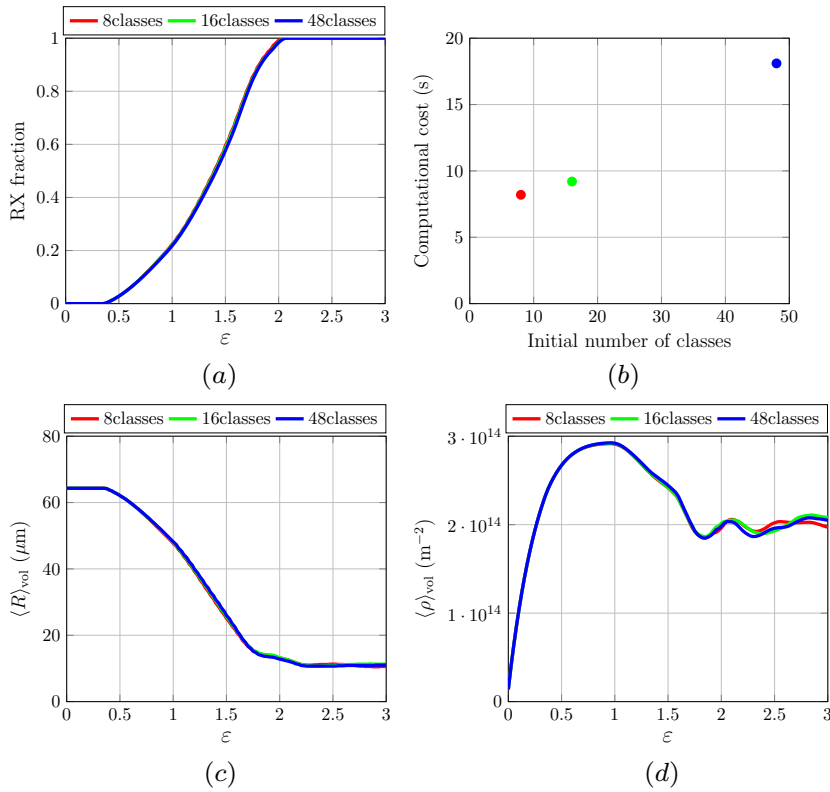 8classes 16classes 48classes
1
0.8
0.6
0.4
0.2
0
RX fraction
0 0.5 1 1.5 2 2.5 3
ε
(a)
20
15
10
5
0
Computational cost (s)
0 10 20 30 40 50
Initial number of classes
(b)
8classes 16classes 48classes
80
60
40
20
0
⟨R⟩vol (μm)
0 0.5 1 1.5 2 2.5 3
ε
(c)
8classes 16classes 48classes
3 · 10^14
2 · 10^14
1 · 10^14
0
⟨ρ⟩vol (m^−2)
0 0.5 1 1.5 2 2.5 3
ε
(d)